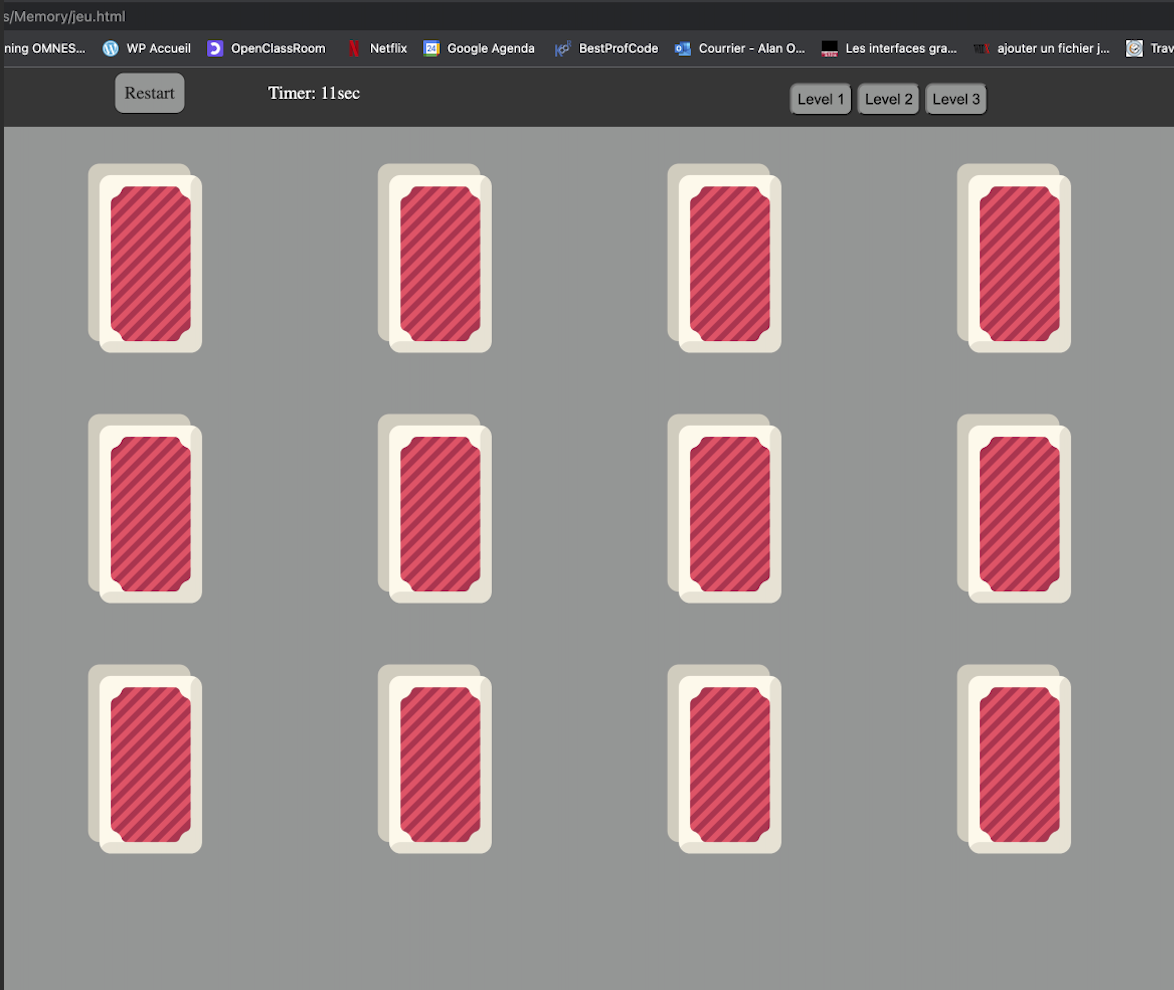 s/Memory/jeu.html
ning OMNES... WP Accueil OpenClassRoom Netflix 24 Google Agenda BestProfCode Courrier – Alan O... Les interfaces gra... ajouter un fichier j... Trav
Restart Timer: 11sec Level 1 Level 2 Level 3